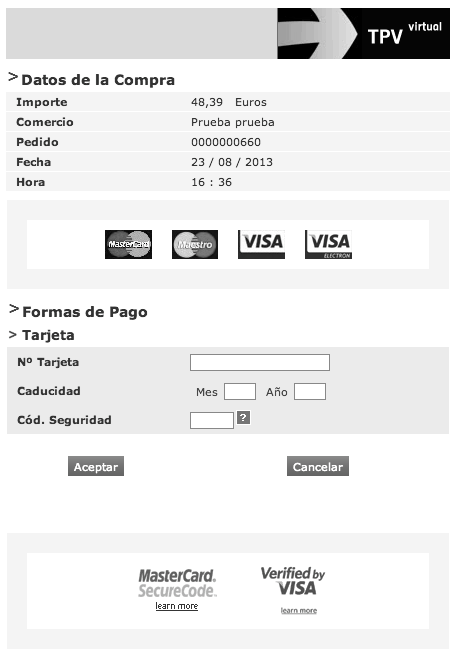 TPV virtual
> Datos de la Compra
Importe 48,39 Euros
Comercio Prueba prueba
Pedido 0000000660
Fecha 23 / 08 / 2013
Hora 16 : 36
MasterCard Maestro VISA VISA
ELECTRON
> Formas de Pago
> Tarjeta
Nº Tarjeta
Caducidad Mes Año
Cód. Seguridad ?
Aceptar Cancelar
MasterCard. Verified by
SecureCode. VISA
learn more learn more